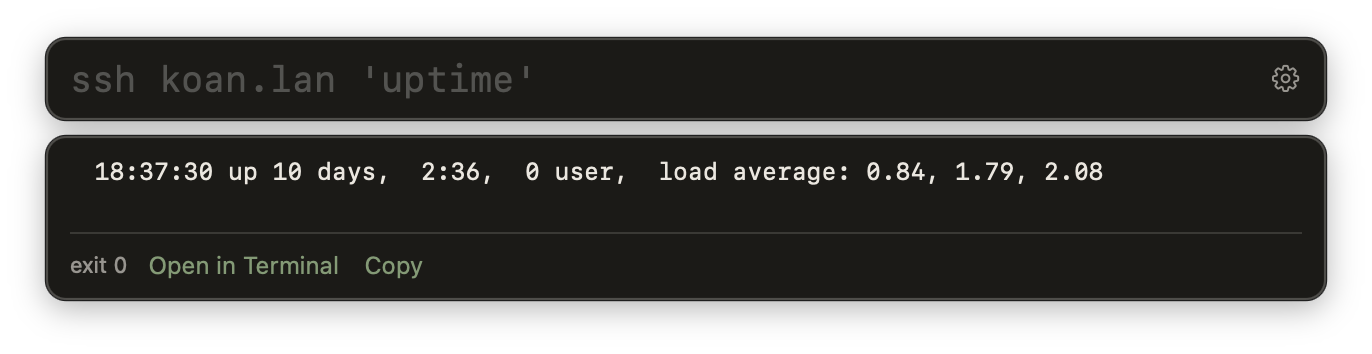 ssh koan.lan 'uptime'
18:37:30 up 10 days,  2:36,  0 user,  load average: 0.84, 1.79, 2.08
exit 0 Open in Terminal Copy